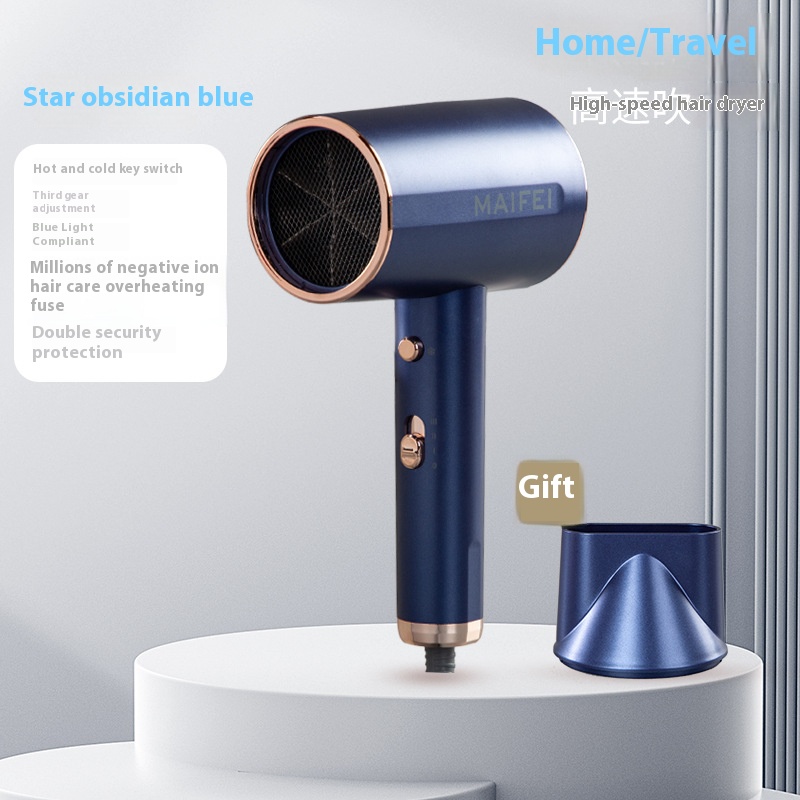 Home/Travel
Star obsidian blue
高速吹
High-speed hair dryer
Hot and cold key switch
Third gear
adjustment
Blue Light
Compliant
Millions of negative ion
hair care overheating
fuse
Double security
protection
MAIFEI
Gift